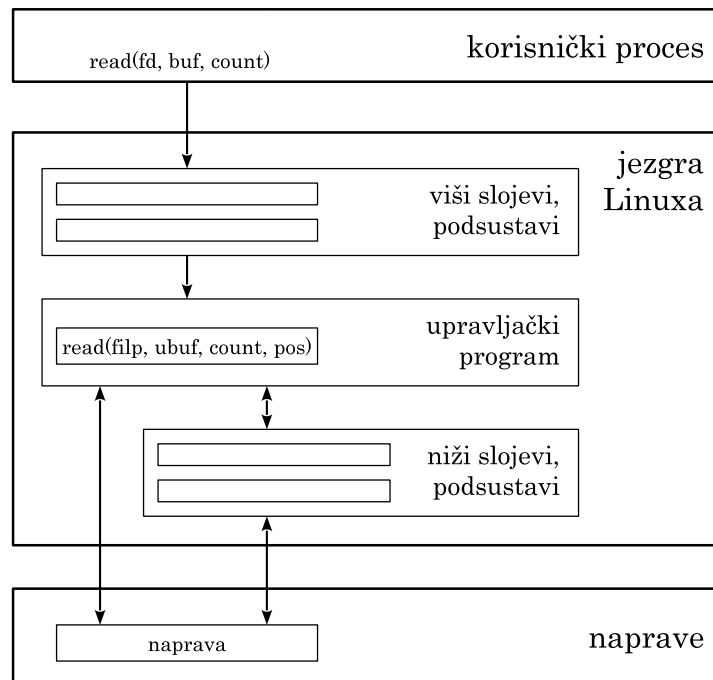 korisnički proces
read(fd, buf, count)
jezgra
Linuxa
viši slojevi,
podsustavi
upravljački
program
read(filp, ubuf, count, pos)
niži slojevi,
podsustavi
naprave
naprava